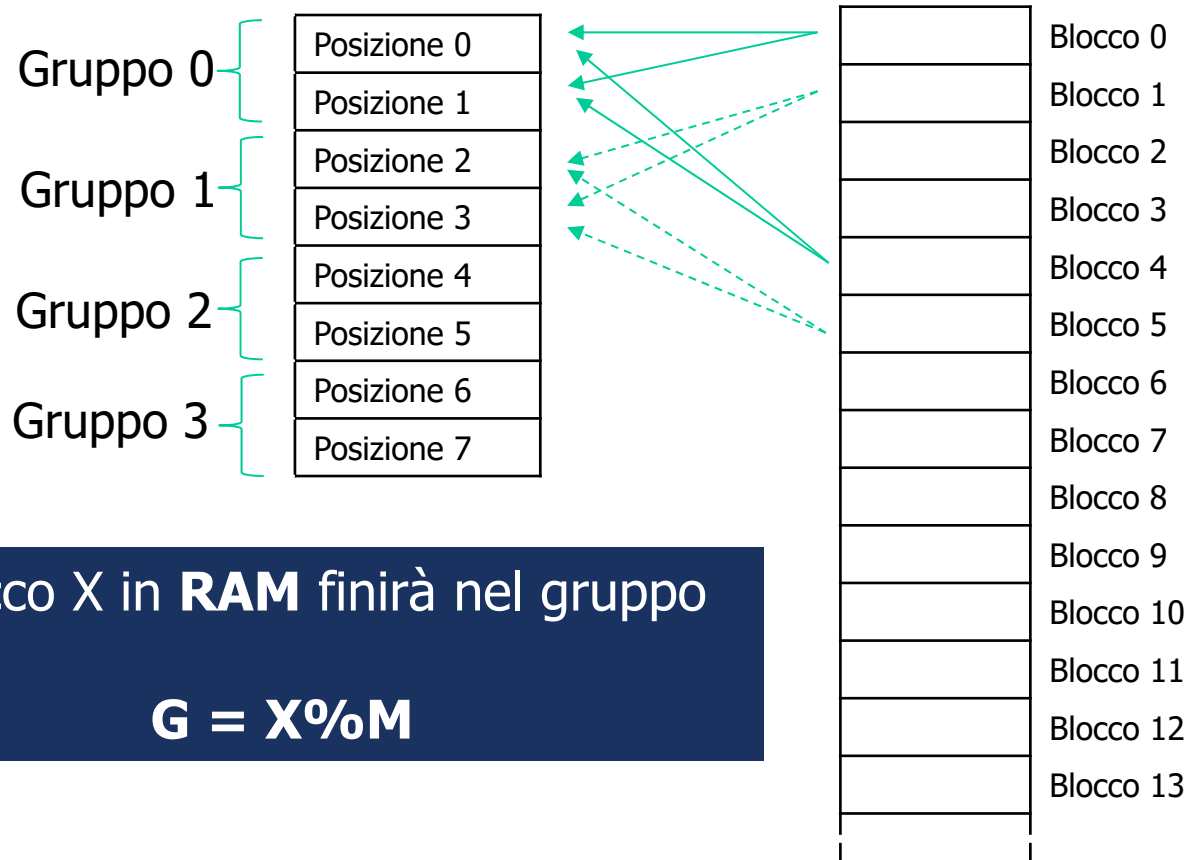 Gruppo 0
Gruppo 1
Gruppo 2
Gruppo 3
Posizione 0
Posizione 1
Posizione 2
Posizione 3
Posizione 4
Posizione 5
Posizione 6
Posizione 7
Blocco 0
Blocco 1
Blocco 2
Blocco 3
Blocco 4
Blocco 5
Blocco 6
Blocco 7
Blocco 8
Blocco 9
Blocco 10
Blocco 11
Blocco 12
Blocco 13
co X in RAM finirà nel gruppo
G = X%M